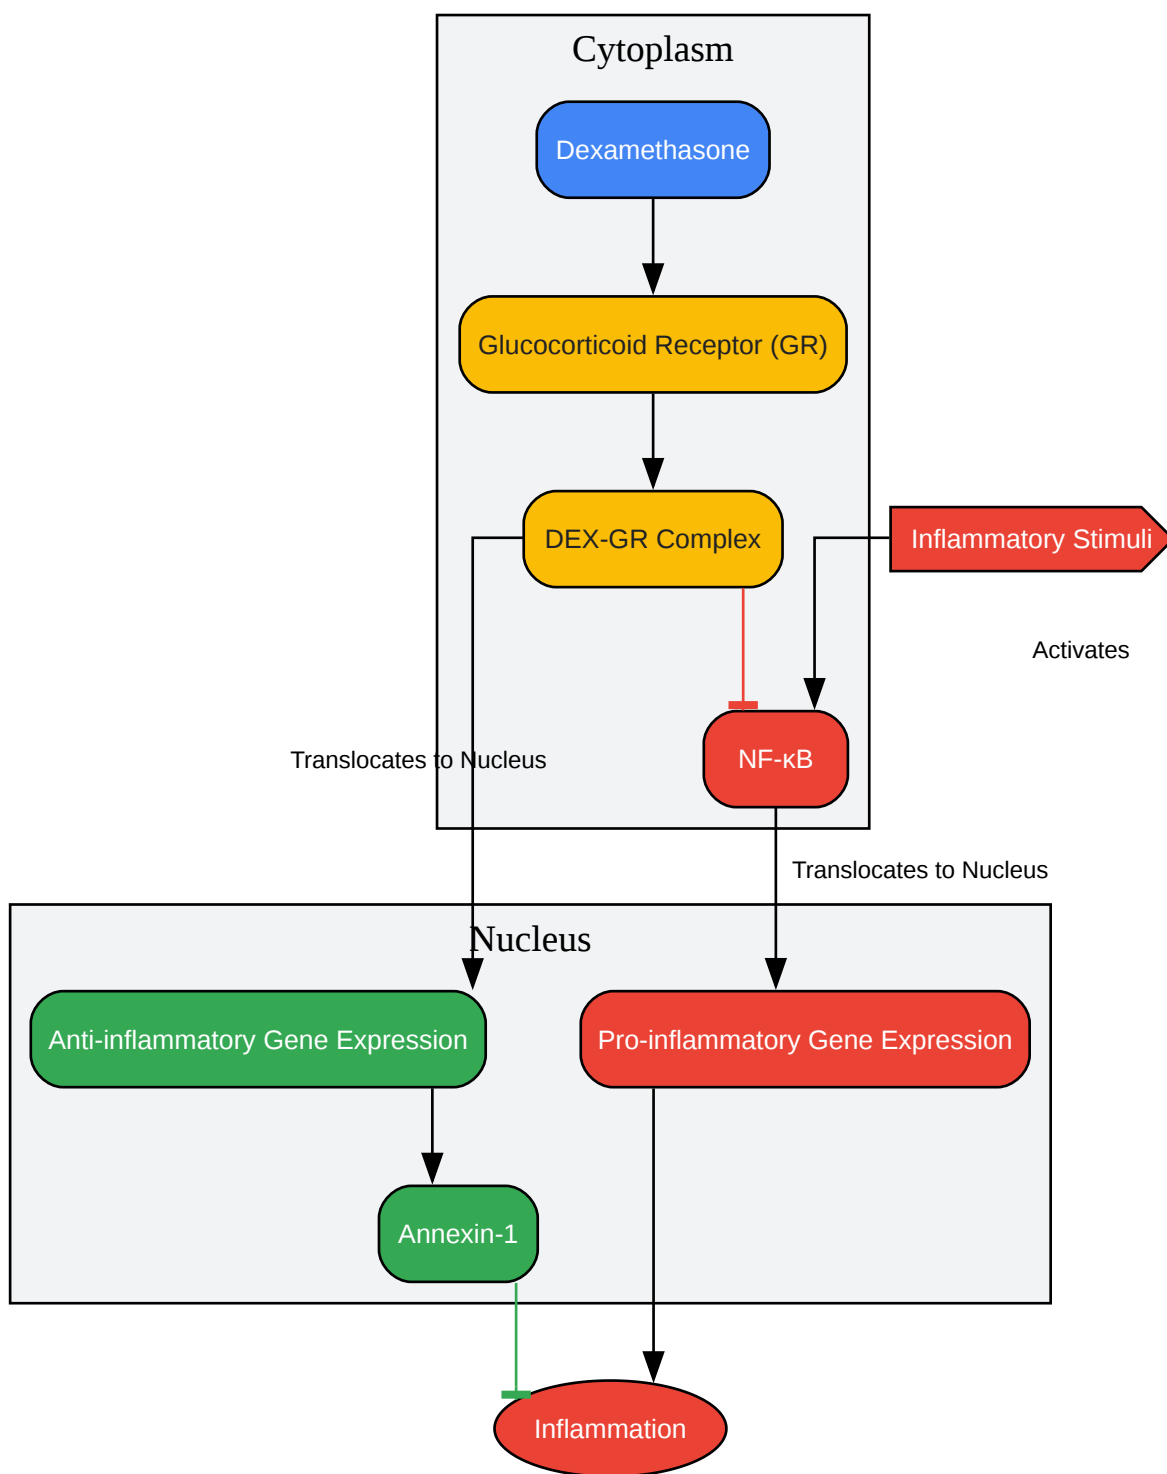 Cytoplasm
Dexamethasone
Glucocorticoid Receptor (GR)
DEX-GR Complex
Inflammatory Stimuli
Activates
Translocates to Nucleus
NF-κB
Translocates to Nucleus
Nucleus
Anti-inflammatory Gene Expression
Pro-inflammatory Gene Expression
Annexin-1
Inflammation